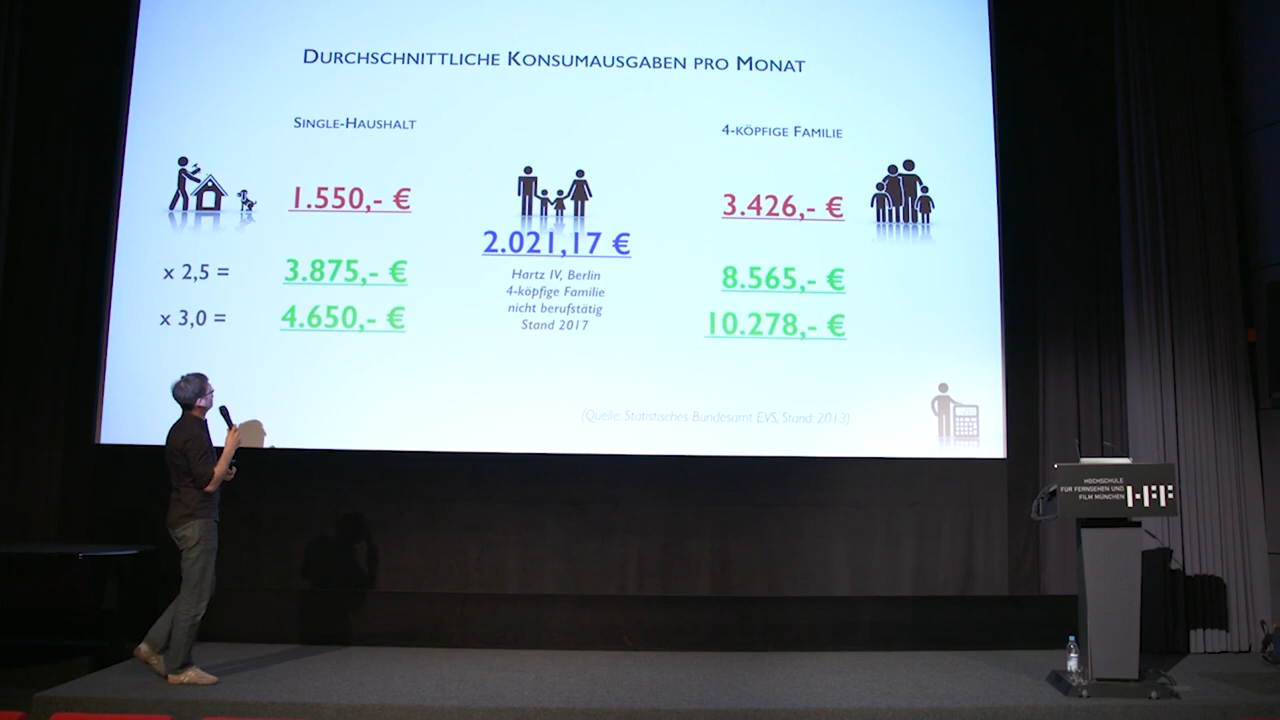 DURCHSCHNITTLICHE KONSUMAUSGABEN PRO MONAT
SINGLE-HAUSHALT
1.550,- €
x 2,5 =
3.875,- €
x 3,0 =
4.650,- €
2.021,17 €
Hartz IV, Berlin
4-köpfige Familie
nicht berufstätig
Stand 2017
4-KÖPFIGE FAMILIE
3.426,- €
8.565,- €
10.278,- €
(Quelle: Statistisches Bundesamt EVS, Stand: 2013)
HOCHSCHULE
FÜR FERNSEHEN UND
FILM MÜNCHEN
HFF